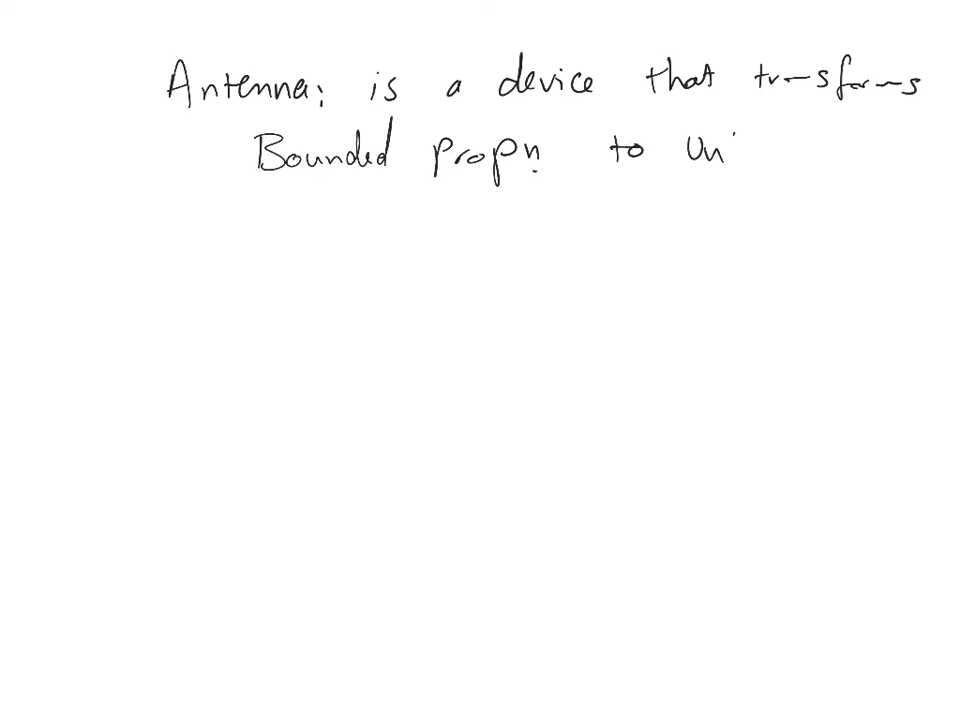 Antenna: is a device that transforms
Bounded propn. to Un